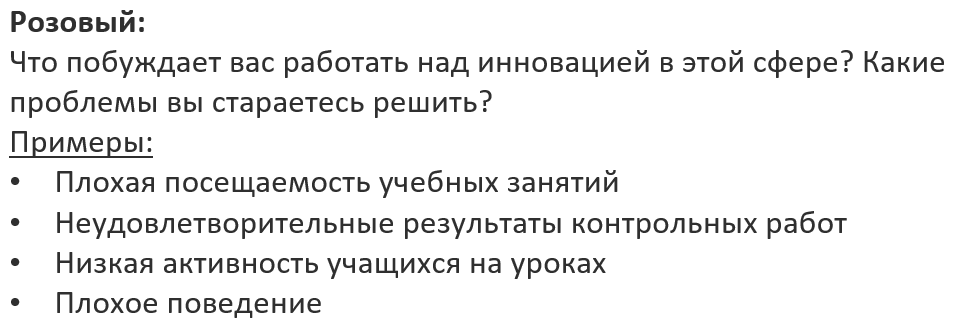 Розовый:
Что побуждает вас работать над инновацией в этой сфере? Какие
проблемы вы стараетесь решить?
Примеры:
• Плохая посещаемость учебных занятий
• Неудовлетворительные результаты контрольных работ
• Низкая активность учащихся на уроках
• Плохое поведение